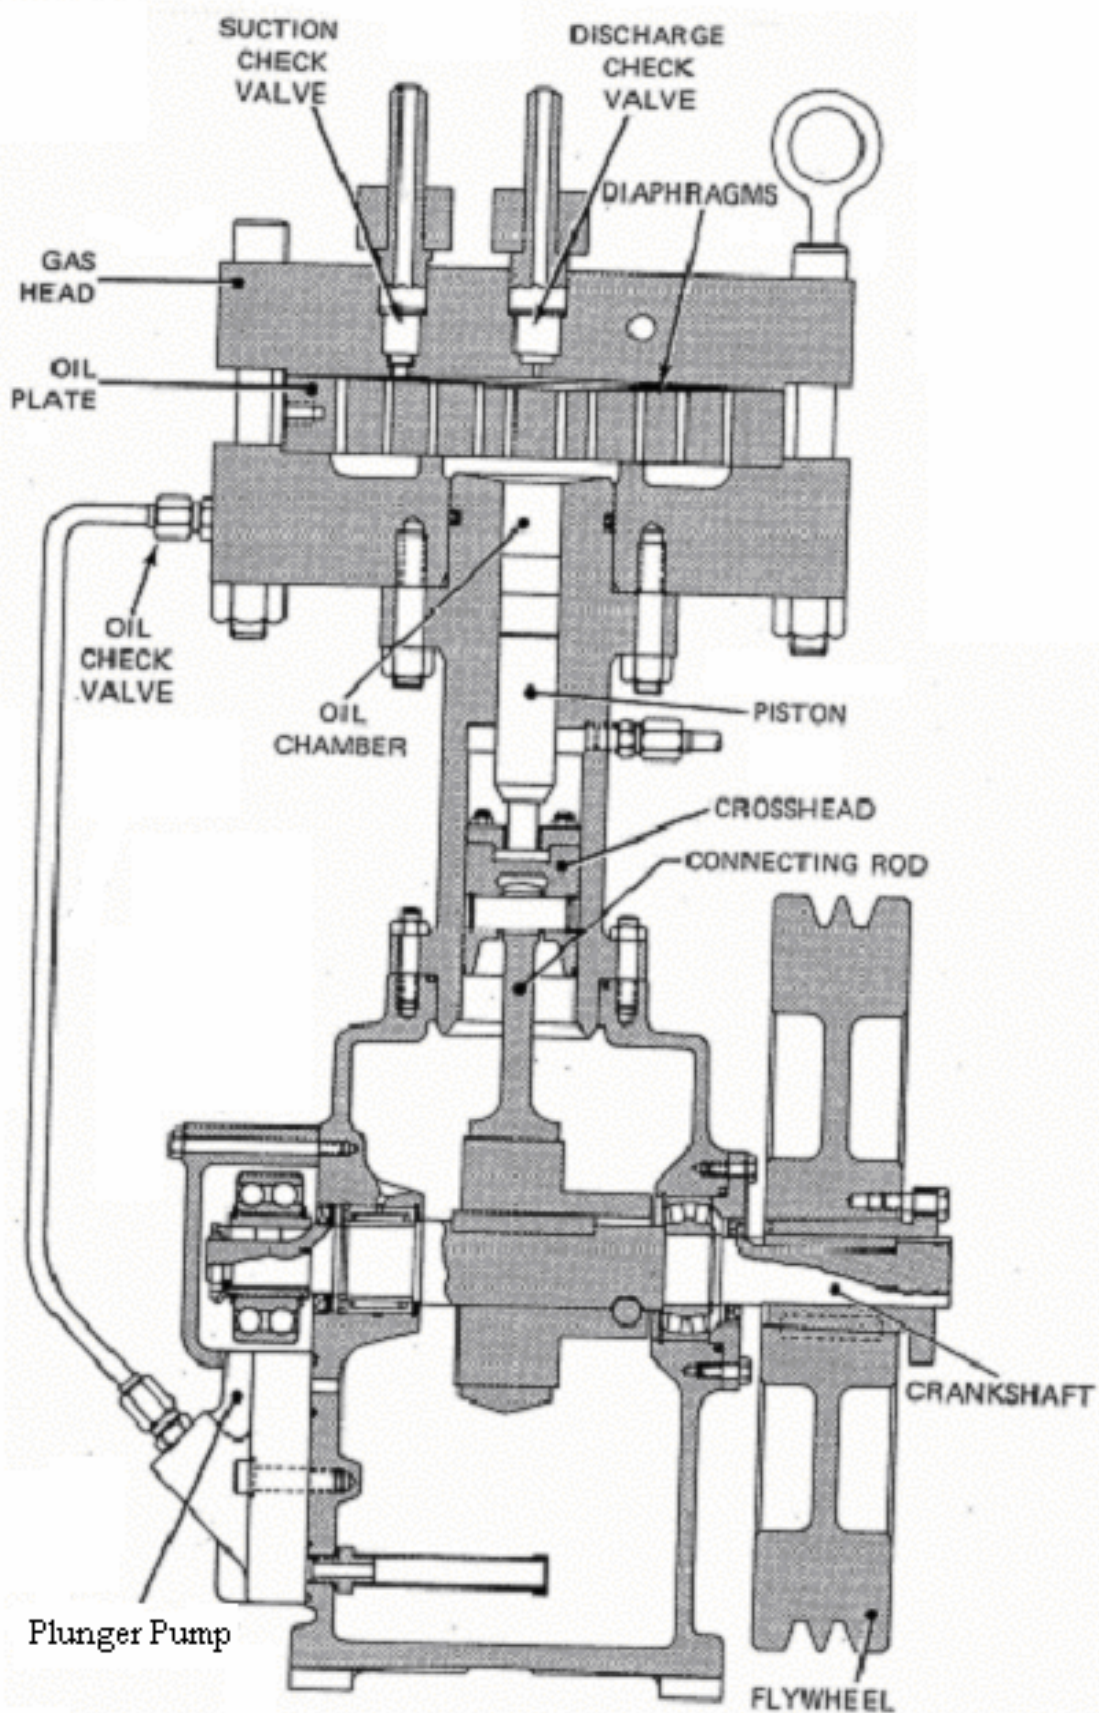 SUCTION
CHECK
VALVE
DISCHARGE
CHECK
VALVE
DIAPHRAGMS
GAS
HEAD
OIL
PLATE
OIL
CHECK
VALVE
OIL
CHAMBER
PISTON
CROSSHEAD
CONNECTING ROD
CRANKSHAFT
Plunger Pump
FLYWHEEL